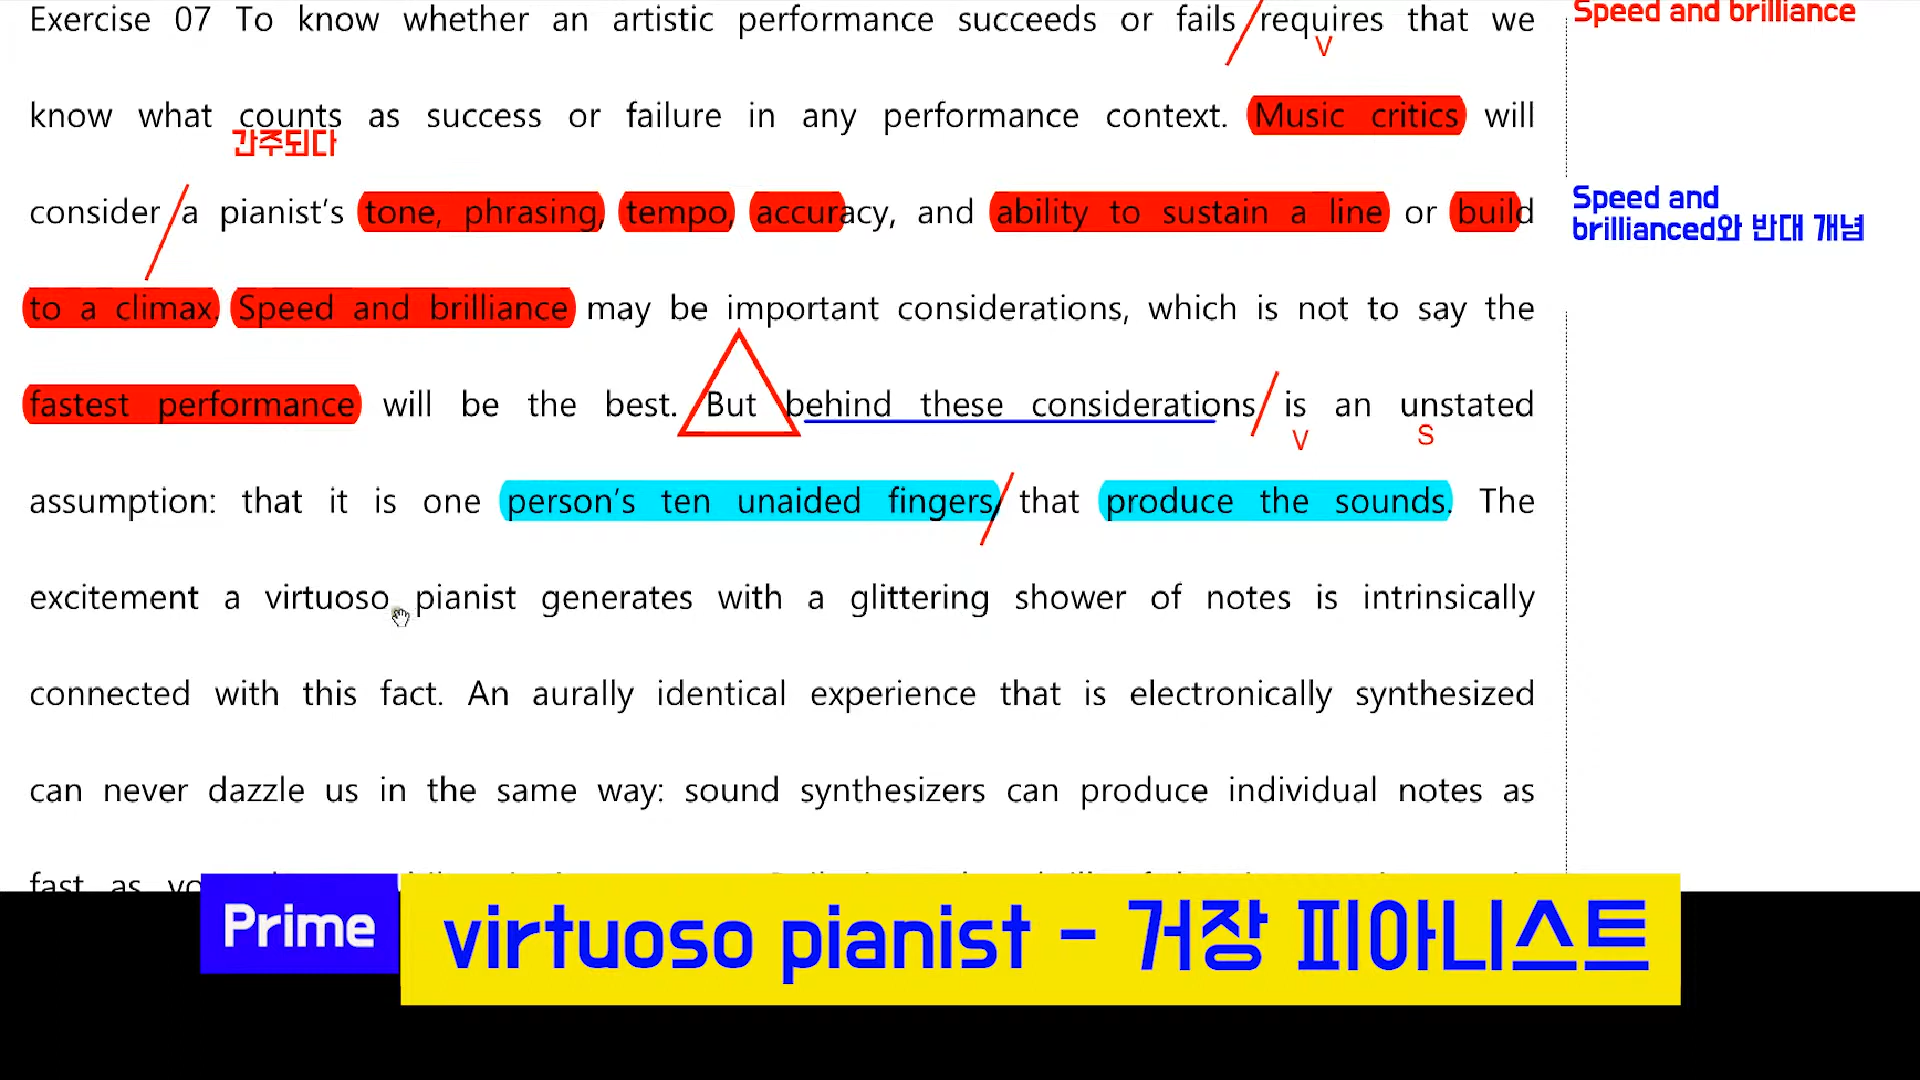 Exercise 07 To know whether an artistic performance succeeds or fails requires that we
Speed and brilliance
V
know what counts as success or failure in any performance context. Music critics will
간주되다
consider a pianist's tone, phrasing, tempo, accuracy, and ability to sustain a line or build
Speed and
brillianced와 반대 개념
to a climax. Speed and brilliance may be important considerations, which is not to say the
fastest performance will be the best. But behind these considerations is an unstated
V S
assumption: that it is one person's ten unaided fingers, that produce the sounds. The
excitement a virtuoso pianist generates with a glittering shower of notes is intrinsically
connected with this fact. An aurally identical experience that is electronically synthesized
can never dazzle us in the same way: sound synthesizers can produce individual notes as
fast as
Prime
virtuoso pianist - 거장 피아니스트